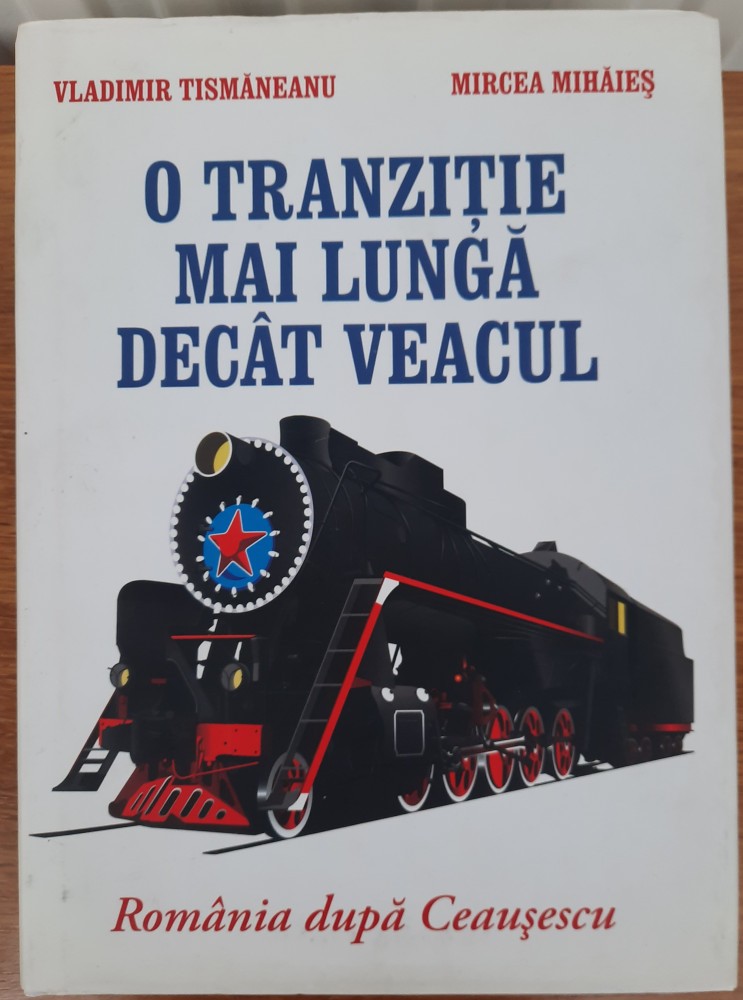 VLADIMIR TISMĂNEANU MIRCEA MIHĂIEŞ
O TRANZIŢIE
MAI LUNGĂ
DECÂT VEACUL
România după Ceauşescu